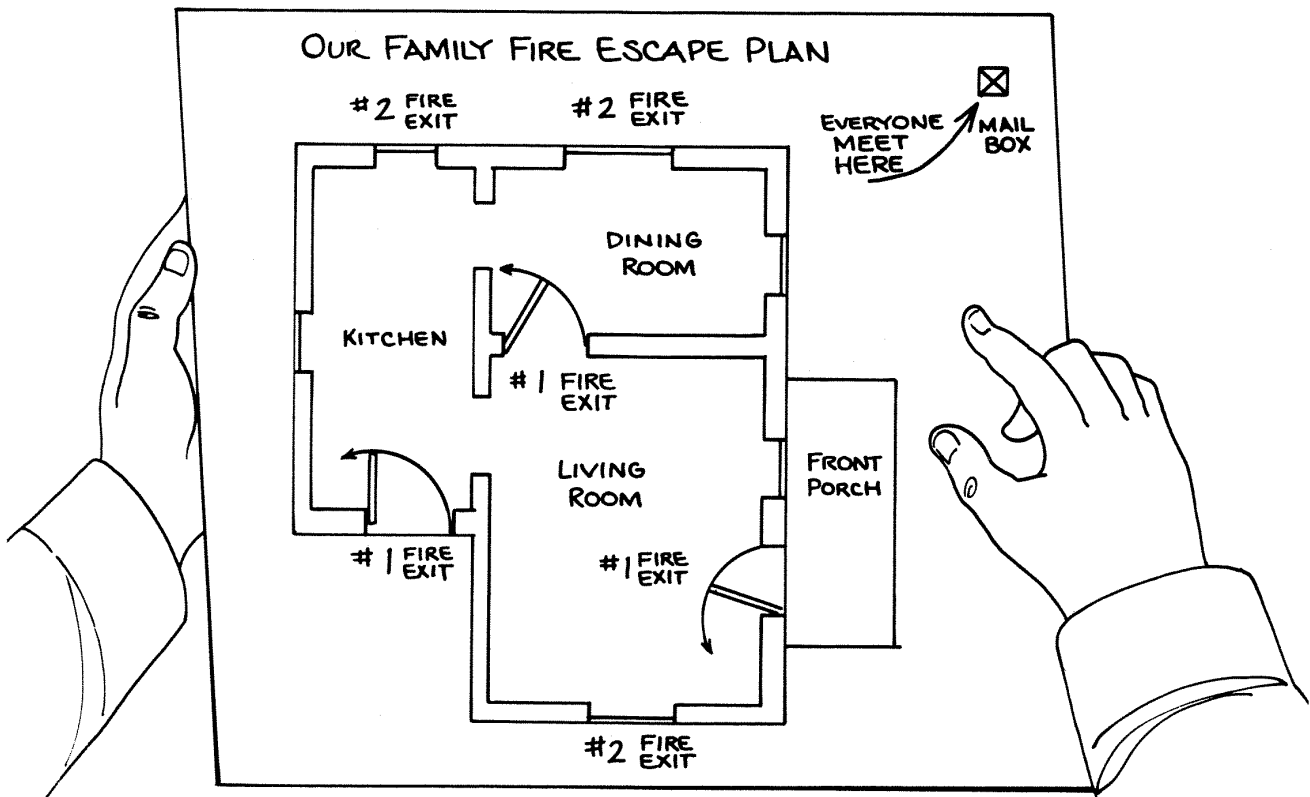 OUR FAMILY FIRE ESCAPE PLAN
#2 FIRE
EXIT
#2 FIRE
EXIT
EVERYONE
MEET
HERE
MAIL
BOX
DINING
ROOM
KITCHEN
#1 FIRE
EXIT
LIVING
ROOM
FRONT
PORCH
#1 FIRE
EXIT
#1 FIRE
EXIT
#2 FIRE
EXIT